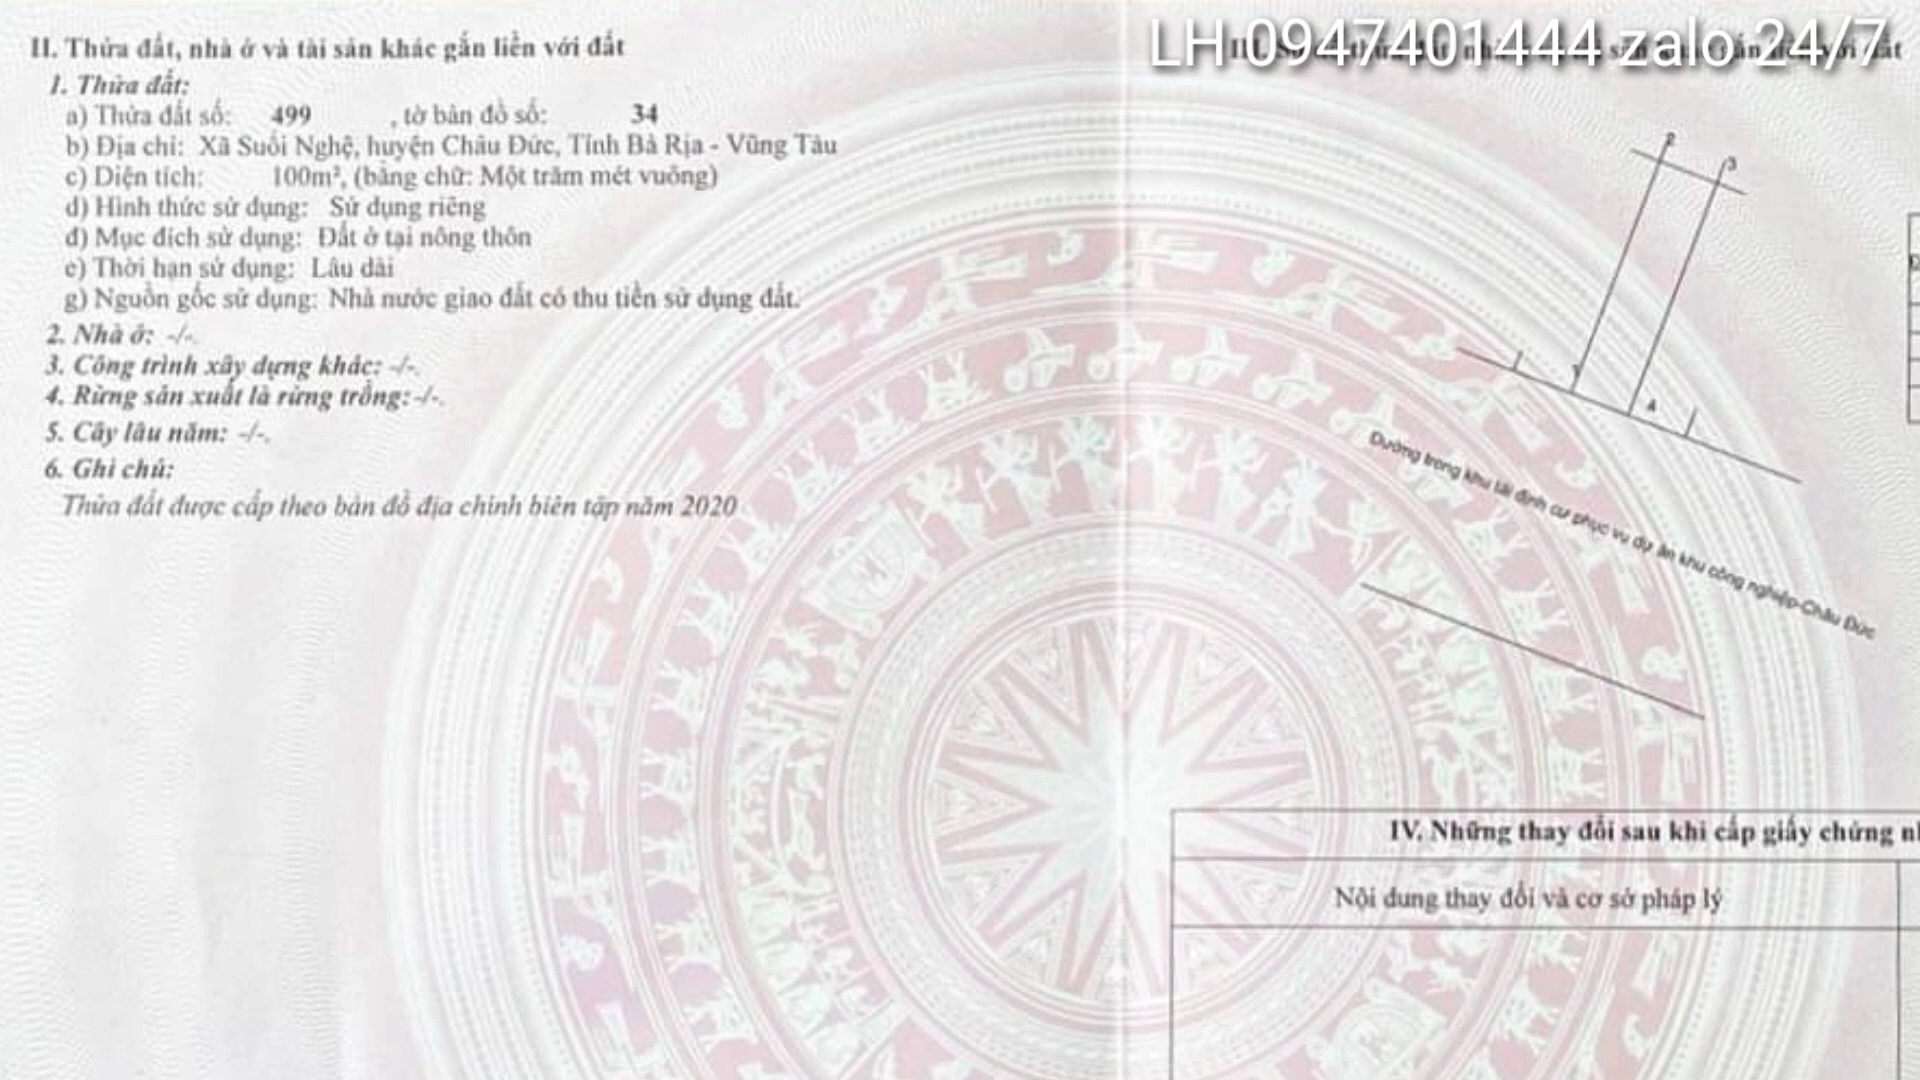 LH 0947401444 zalo 24/7
II. Thửa đất, nhà ở và tài sản khác gắn liền với đất
1. Thửa đất:
a) Thửa đất số: 499 , tờ bản đồ số: 34
b) Địa chỉ: Xã Suối Nghệ, huyện Châu Đức, Tỉnh Bà Rịa - Vũng Tàu
c) Diện tích: 100m², (bằng chữ: Một trăm mét vuông)
d) Hình thức sử dụng: Sử dụng riêng
đ) Mục đích sử dụng: Đất ở tại nông thôn
e) Thời hạn sử dụng: Lâu dài
g) Nguồn gốc sử dụng: Nhà nước giao đất có thu tiền sử dụng đất.
2. Nhà ở: -/-.
3. Công trình xây dựng khác: -/-.
4. Rừng sản xuất là rừng trồng: -/-.
5. Cây lâu năm: -/-.
6. Ghi chú:
Thửa đất được cấp theo bản đồ địa chính biên tập năm 2020
III. với đất
2
3
1
4
Đường trong khu tái định cư phục vụ dự án khu công nghiệp-Châu Đức
IV. Những thay đổi sau khi cấp giấy chứng
Nội dung thay đổi và cơ sở pháp lý